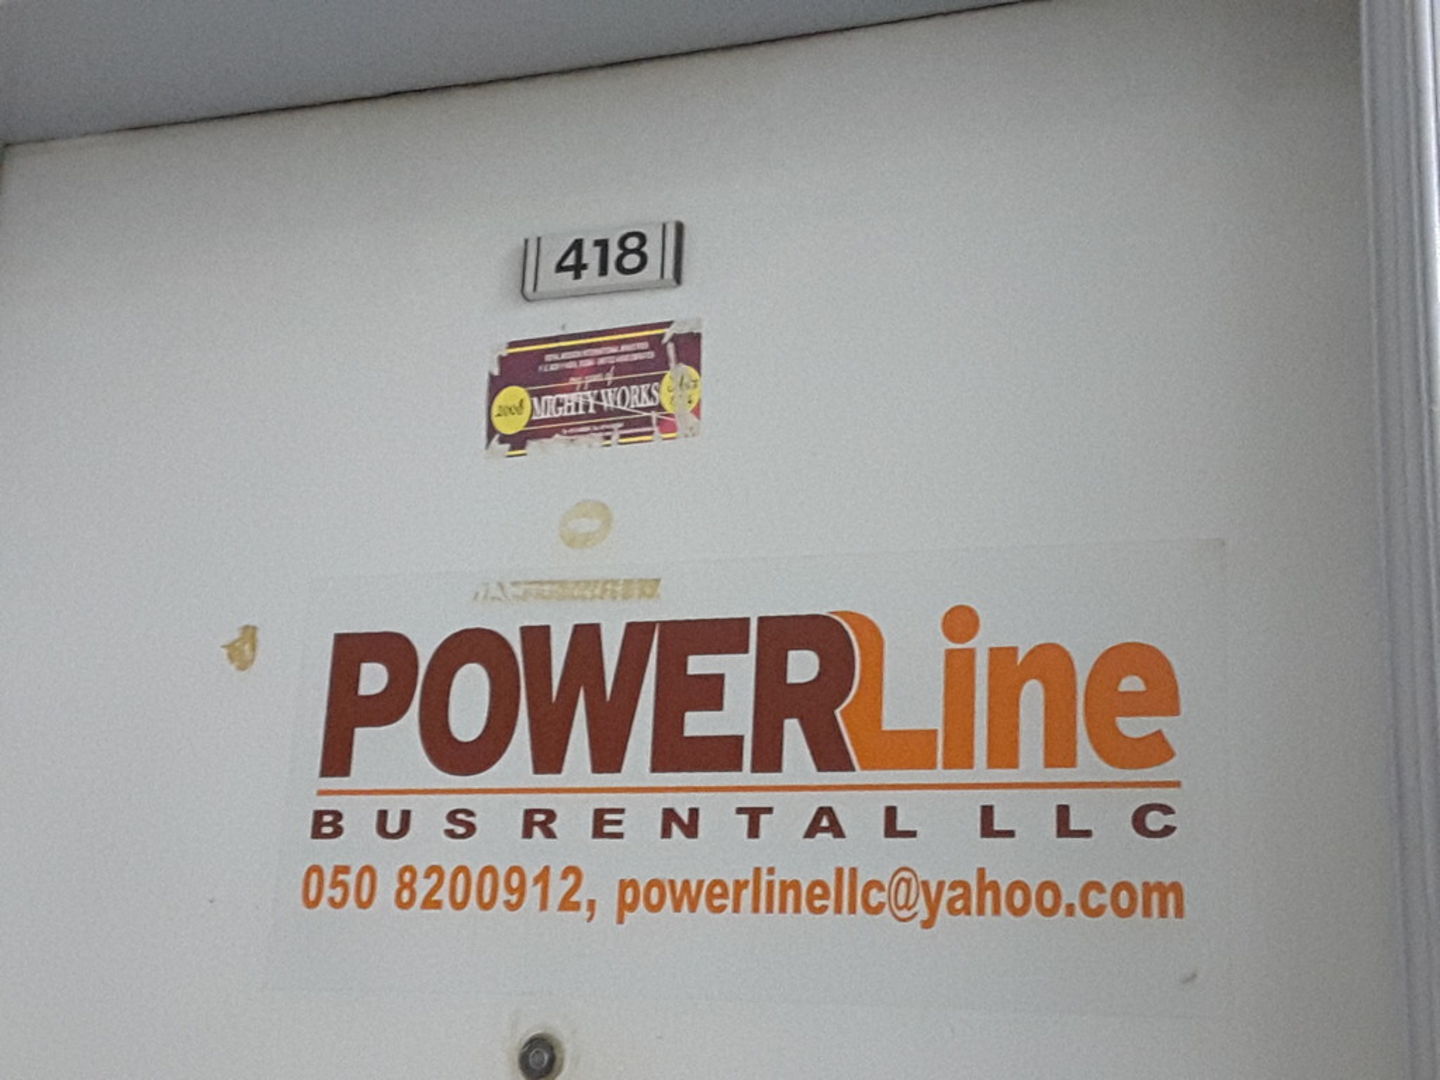 418
2008
MIGHTY WORKS
POWERLine
BUS RENTAL LLC
050 8200912, powerlinellc@yahoo.com